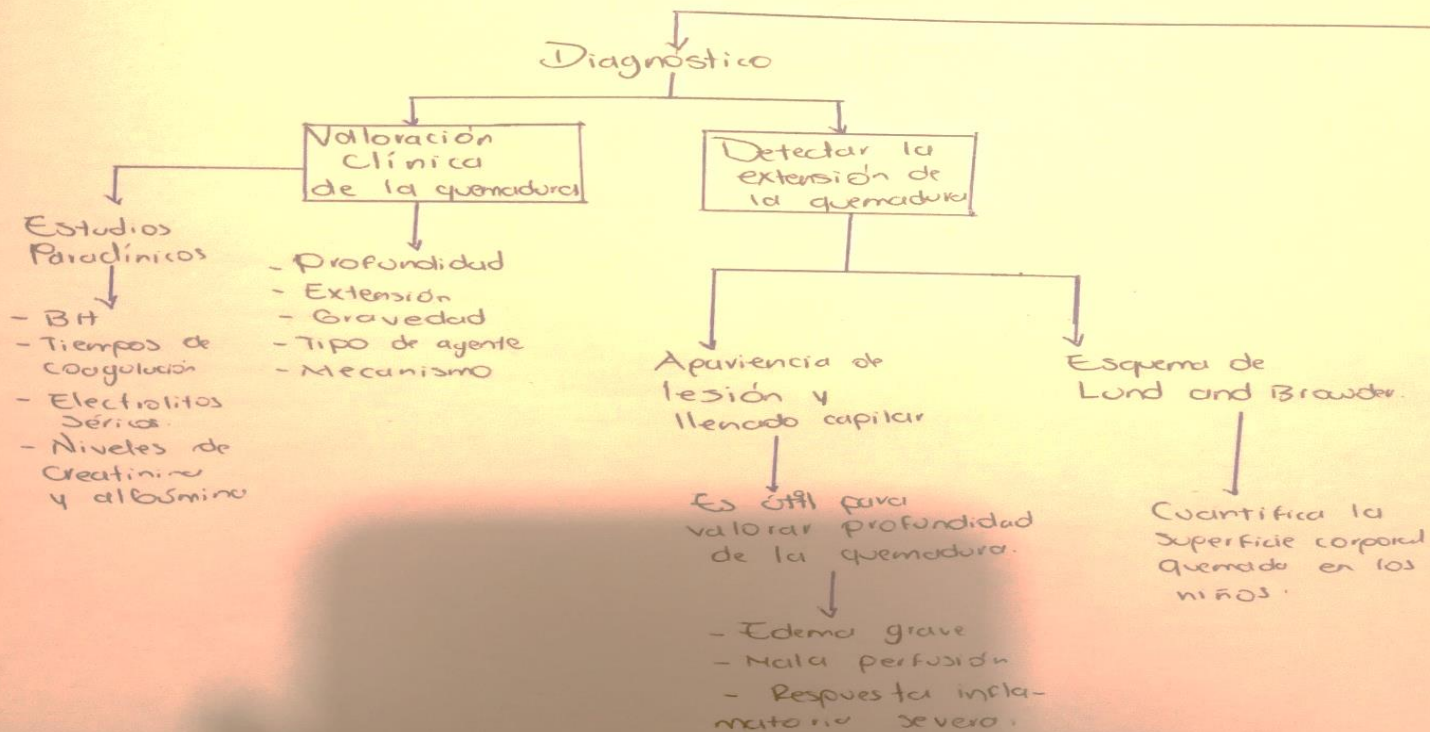 Diagnóstico
Valoración
Clínica
de la quemadura
Detectar la
extensión de
la quemadura
Estudios
Paraclínicos
- BH
- Tiempos de
coagulación
- Electrolitos
Séricos.
- Niveles de
Creatinina
y albúmina
- Profundidad
- Extensión
- Gravedad
- Tipo de agente
- Mecanismo
Apariencia de
lesión y
llenado capilar
Es útil para
valorar profundidad
de la quemadura.
- Edema grave
- Mala perfusión
- Respuesta infla-
matoria severa.
Esquema de
Lund and Browder.
Cuantifica la
superficie corporal
quemada en los
niños.